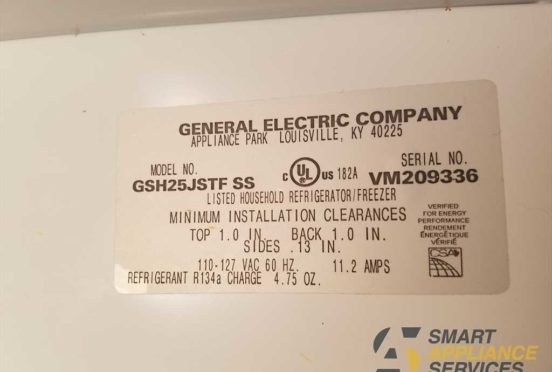 GENERAL ELECTRIC COMPANY
APPLIANCE PARK LOUISVILLE, KY 40225
MODEL NO.
GSH25JSTF SS
C UL US 182A
SERIAL NO.
VM209336
LISTED HOUSEHOLD REFRIGERATOR/FREEZER
MINIMUM INSTALLATION CLEARANCES
TOP 1.0 IN. BACK 1.0 IN.
SIDES .13 IN.
110-127 VAC 60 HZ. 11.2 AMPS
REFRIGERANT R134a CHARGE 4.75 OZ.
VERIFIED
FOR ENERGY
PERFORMANCE
RENDEMENT
ÉNERGÉTIQUE
VÉRIFIÉ
CSA
SMART
APPLIANCE
SERVICES